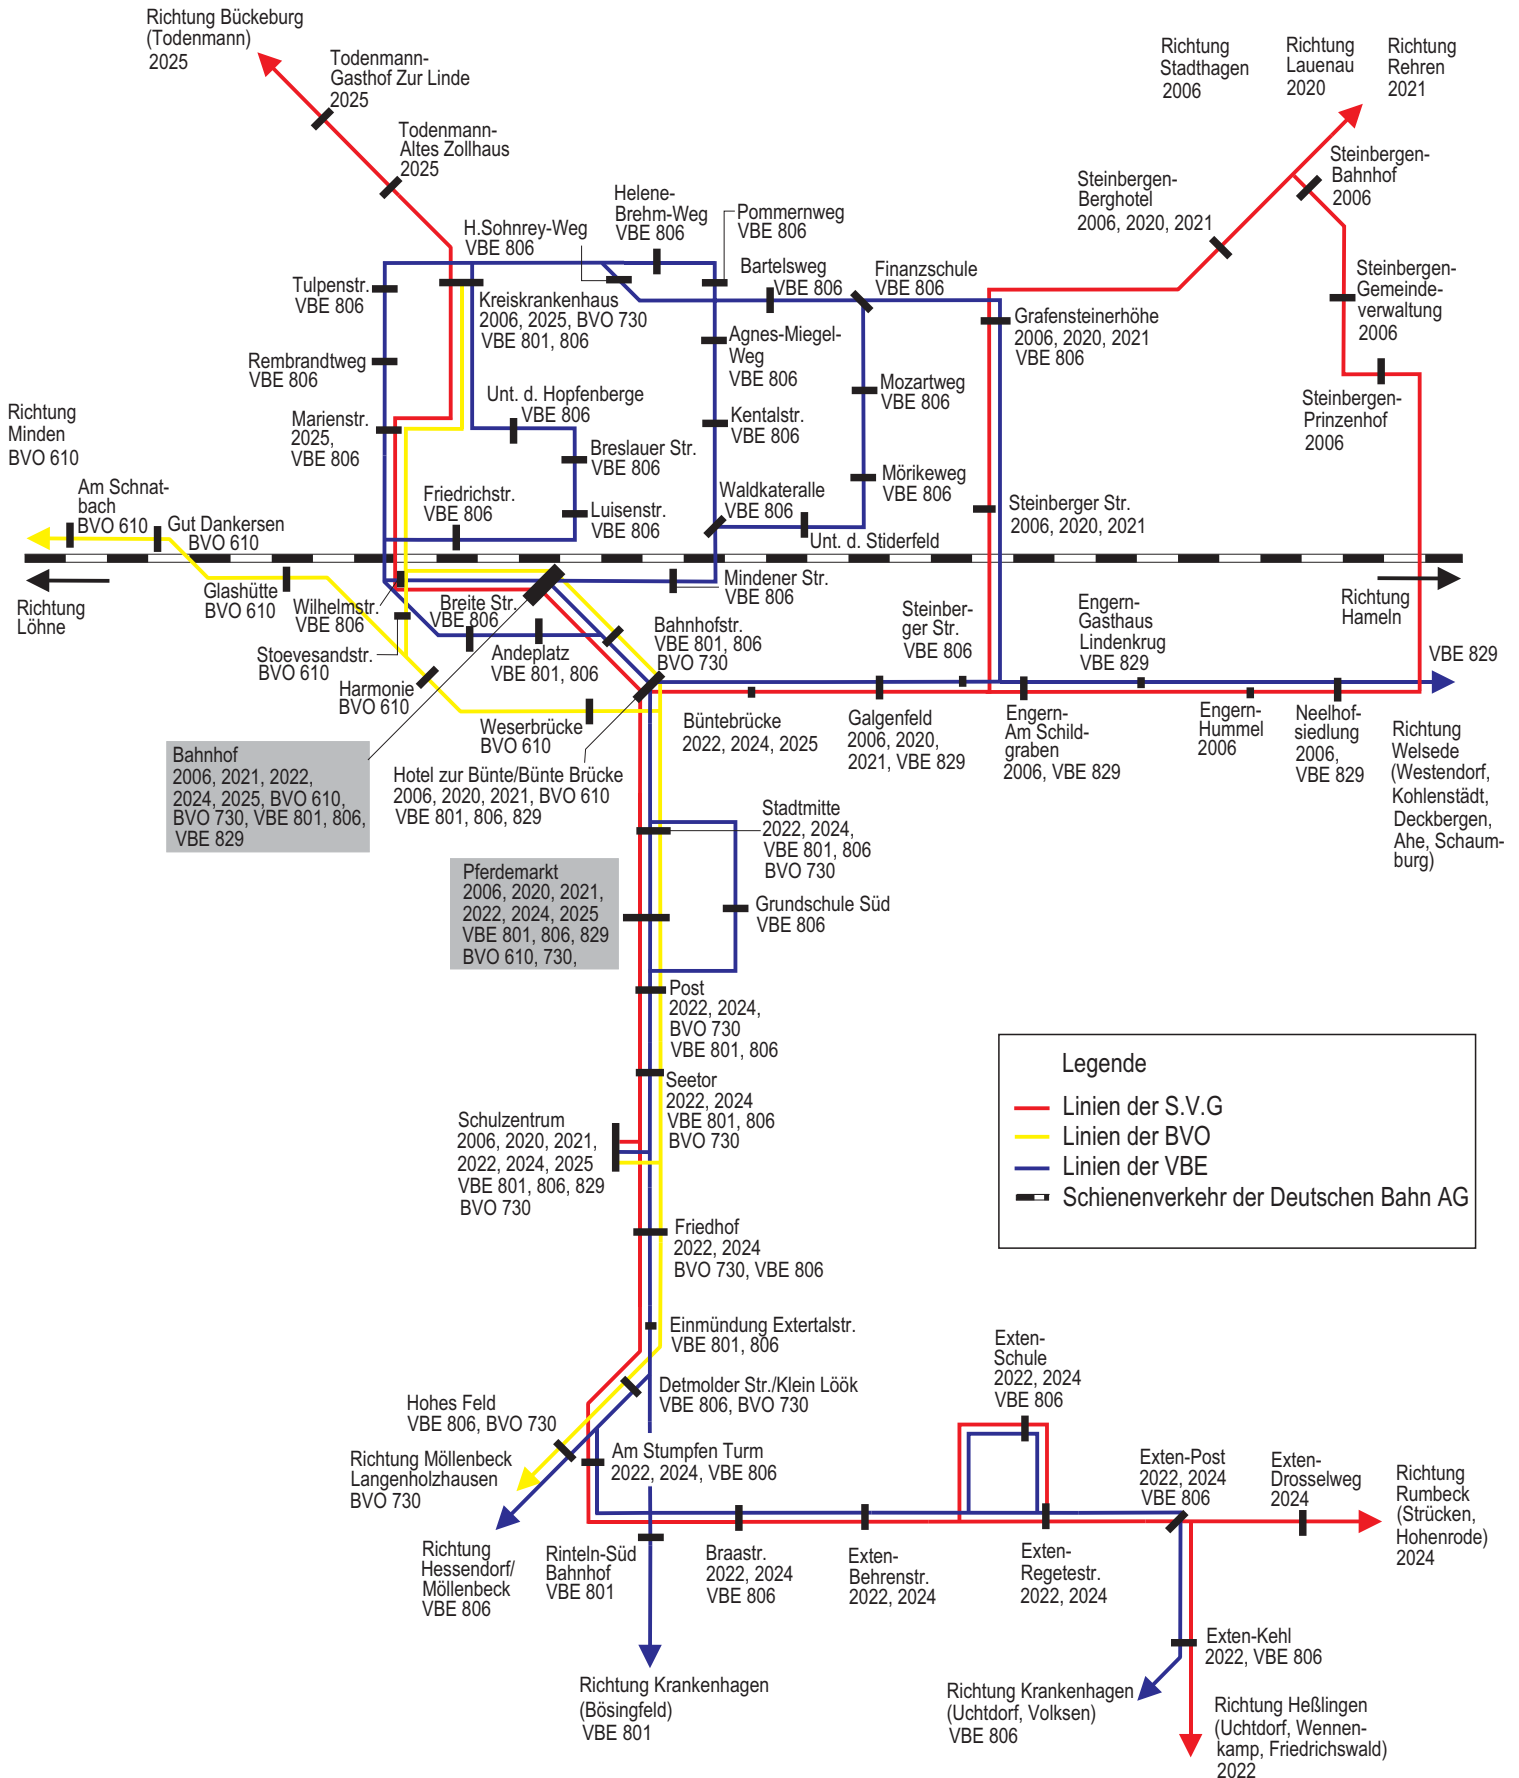 Richtung Bückeburg
(Todenmann)
2025
Todenmann-
Gasthof Zur Linde
2025
Todenmann-
Altes Zollhaus
2025
Richtung
Stadthagen
2006
Richtung
Lauenau
2020
Richtung
Rehren
2021
Steinbergen-
Bahnhof
2006
Steinbergen-
Berghotel
2006, 2020, 2021
Helene-
Brehm-Weg
VBE 806
Pommernweg
VBE 806
H.Sohnrey-Weg
VBE 806
Bartelsweg
VBE 806
Finanzschule
VBE 806
Steinbergen-
Gemeinde-
verwaltung
2006
Tulpenstr.
VBE 806
Kreiskrankenhaus
2006, 2025, BVO 730
VBE 801, 806
Agnes-Miegel-
Weg
VBE 806
Grafensteinerhöhe
2006, 2020, 2021
VBE 806
Rembrandtweg
VBE 806
Unt. d. Hopfenberge
VBE 806
Mozartweg
VBE 806
Steinbergen-
Prinzenhof
2006
Richtung
Minden
BVO 610
Marienstr.
2025,
VBE 806
Kentalstr.
VBE 806
Breslauer Str.
VBE 806
Mörikeweg
VBE 806
Am Schnat-
bach
BVO 610
Gut Dankersen
BVO 610
Friedrichstr.
VBE 806
Luisenstr.
VBE 806
Waldkateralle
VBE 806
Unt. d. Stiderfeld
Steinberger Str.
2006, 2020, 2021
Richtung
Löhne
Glashütte
BVO 610
Wilhelmstr.
VBE 806
Breite Str.
VBE 806
Mindener Str.
VBE 806
Richtung
Hameln
Stoevesandstr.
BVO 610
Andeplatz
VBE 801, 806
Bahnhofstr.
VBE 801, 806
BVO 730
Steinber-
ger Str.
VBE 806
Engern-
Gasthaus
Lindenkrug
VBE 829
VBE 829
Harmonie
BVO 610
Weserbrücke
BVO 610
Büntebrücke
2022, 2024, 2025
Galgenfeld
2006, 2020,
2021, VBE 829
Engern-
Am Schild-
graben
2006, VBE 829
Engern-
Hummel
2006
Neelhof-
siedlung
2006,
VBE 829
Richtung
Welsede
(Westendorf,
Kohlenstädt,
Deckbergen,
Ahe, Schaum-
burg)
Bahnhof
2006, 2021, 2022,
2024, 2025, BVO 610,
BVO 730, VBE 801, 806,
VBE 829
Hotel zur Bünte/Bünte Brücke
2006, 2020, 2021, BVO 610
VBE 801, 806, 829
Stadtmitte
2022, 2024,
VBE 801, 806
BVO 730
Pferdemarkt
2006, 2020, 2021,
2022, 2024, 2025
VBE 801, 806, 829
BVO 610, 730,
Grundschule Süd
VBE 806
Post
2022, 2024,
BVO 730
VBE 801, 806
Seetor
2022, 2024
VBE 801, 806
BVO 730
Schulzentrum
2006, 2020, 2021,
2022, 2024, 2025
VBE 801, 806, 829
BVO 730
Legende
Linien der S.V.G
Linien der BVO
Linien der VBE
Schienenverkehr der Deutschen Bahn AG
Friedhof
2022, 2024
BVO 730, VBE 806
Einmündung Extertalstr.
VBE 801, 806
Detmolder Str./Klein Löök
VBE 806, BVO 730
Exten-
Schule
2022, 2024
VBE 806
Hohes Feld
VBE 806, BVO 730
Richtung Möllenbeck
Langenholzhausen
BVO 730
Am Stumpfen Turm
2022, 2024, VBE 806
Exten-Post
2022, 2024
VBE 806
Exten-
Drosselweg
2024
Richtung
Rumbeck
(Strücken,
Hohenrode)
2024
Richtung
Hessendorf/
Möllenbeck
VBE 806
Rinteln-Süd
Bahnhof
VBE 801
Braastr.
2022, 2024
VBE 806
Exten-
Behrenstr.
2022, 2024
Exten-
Regetestr.
2022, 2024
Exten-Kehl
2022, VBE 806
Richtung Krankenhagen
(Bösingfeld)
VBE 801
Richtung Krankenhagen
(Uchtdorf, Volksen)
VBE 806
Richtung Heßlingen
(Uchtdorf, Wennen-
kamp, Friedrichswald)
2022